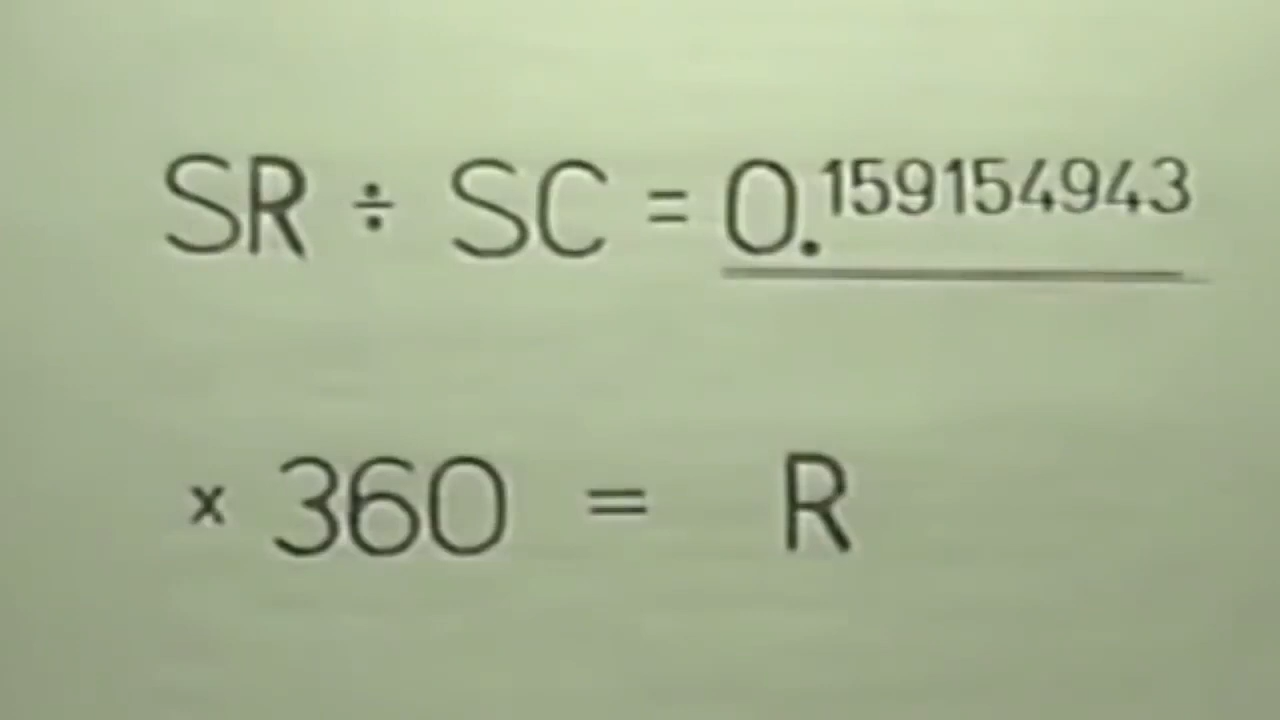 SR ÷ SC = 0.159154943
× 360 = R